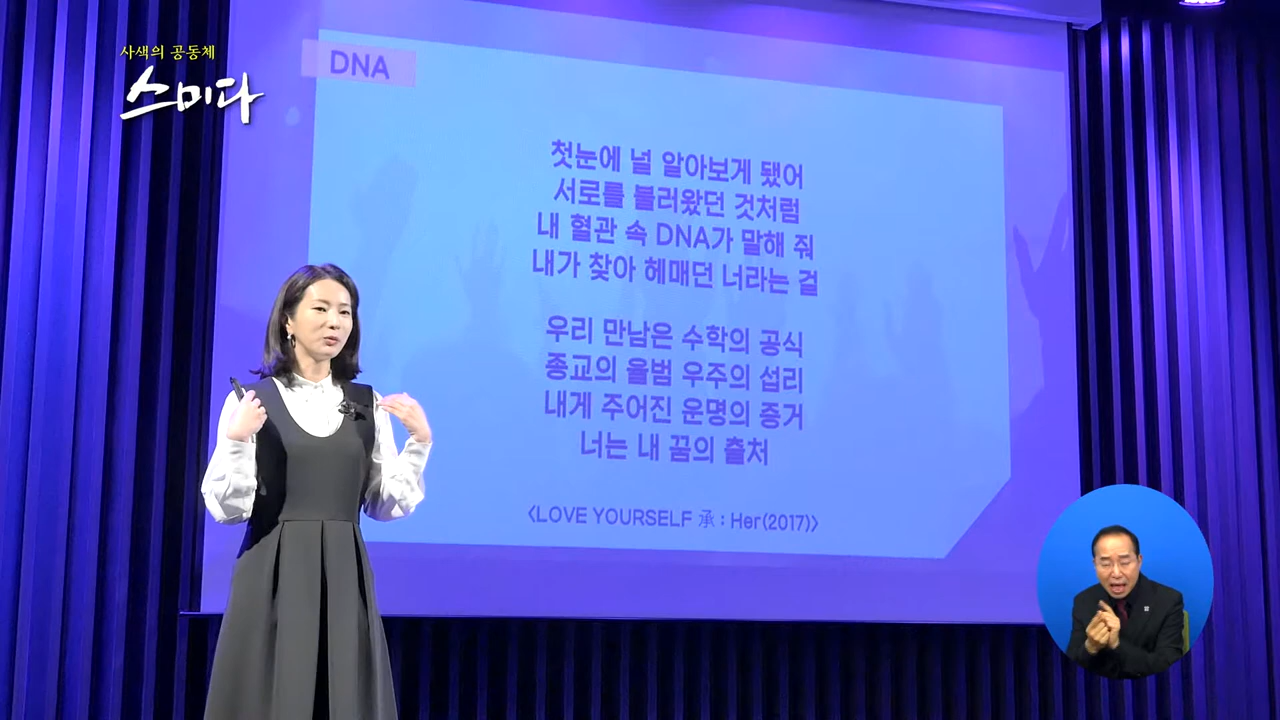 사색의 공동체
스미다
DNA
첫눈에 널 알아보게 됐어
서로를 불러왔던 것처럼
내 혈관 속 DNA가 말해 줘
내가 찾아 헤매던 너라는 걸
우리 만남은 수학의 공식
종교의 율범 우주의 섭리
내게 주어진 운명의 증거
너는 내 꿈의 출처
<LOVE YOURSELF 承 : Her(2017)>